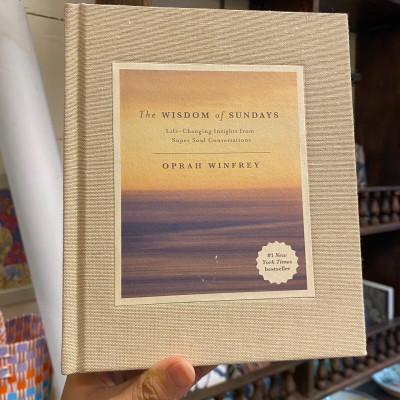 The WISDOM of SUNDAYS
Life-Changing Insights from
Super Soul Conversations
OPRAH WINFREY
#1 New
York Times
bestseller